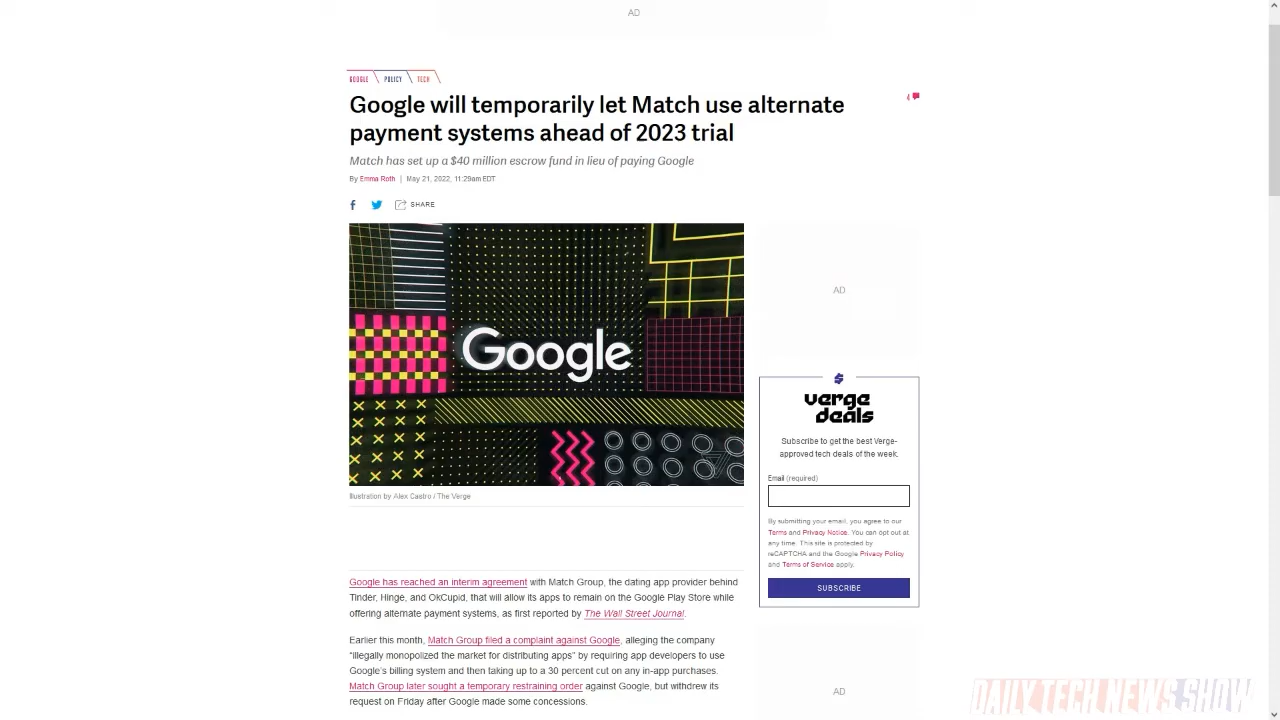 AD
GOOGLE POLICY TECH
Google will temporarily let Match use alternate
payment systems ahead of 2023 trial
4
Match has set up a $40 million escrow fund in lieu of paying Google
By Emma Roth | May 21, 2022, 11:29am EDT
SHARE
Google
Illustration by Alex Castro / The Verge
Google has reached an interim agreement with Match Group, the dating app provider behind
Tinder, Hinge, and OkCupid, that will allow its apps to remain on the Google Play Store while
offering alternate payment systems, as first reported by The Wall Street Journal.
Earlier this month, Match Group filed a complaint against Google, alleging the company
"illegally monopolized the market for distributing apps" by requiring app developers to use
Google's billing system and then taking up to a 30 percent cut on any in-app purchases.
Match Group later sought a temporary restraining order against Google, but withdrew its
request on Friday after Google made some concessions.
AD
verge
deals
Subscribe to get the best Verge-
approved tech deals of the week.
Email (required)
By submitting your email, you agree to our
Terms and Privacy Notice. You can opt out at
any time. This site is protected by
reCAPTCHA and the Google Privacy Policy
and Terms of Service apply.
SUBSCRIBE
AD
DAILY TECH NEWS SHOW